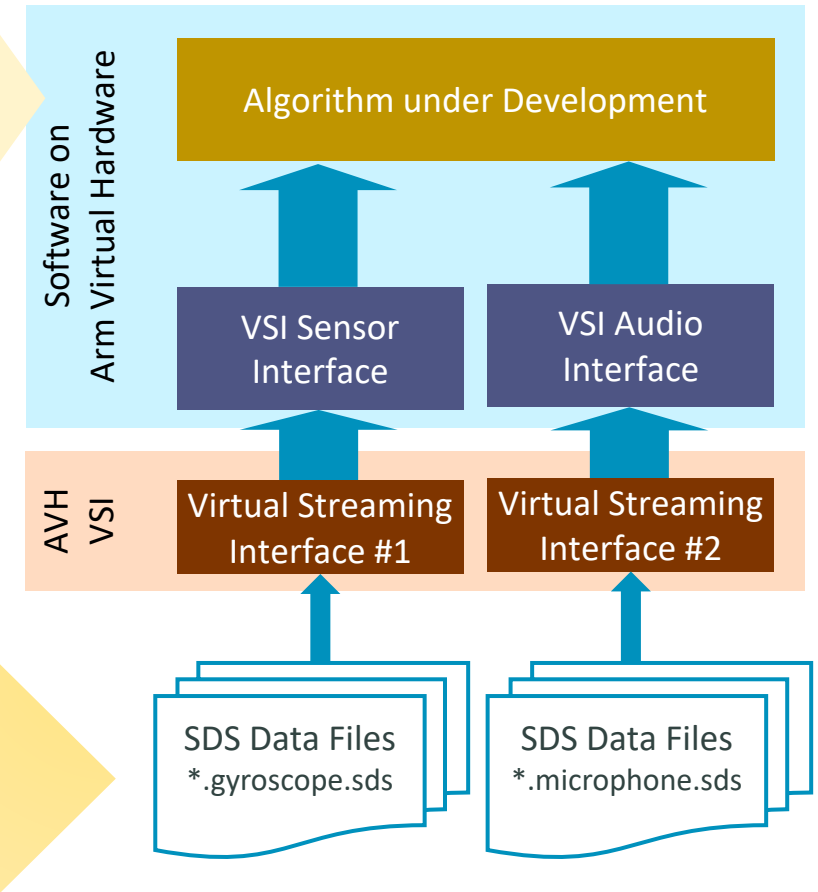 Software on
Arm Virtual Hardware
Algorithm under Development
VSI Sensor
Interface
VSI Audio
Interface
AVH
VSI
Virtual Streaming
Interface #1
Virtual Streaming
Interface #2
SDS Data Files
*.gyroscope.sds
SDS Data Files
*.microphone.sds